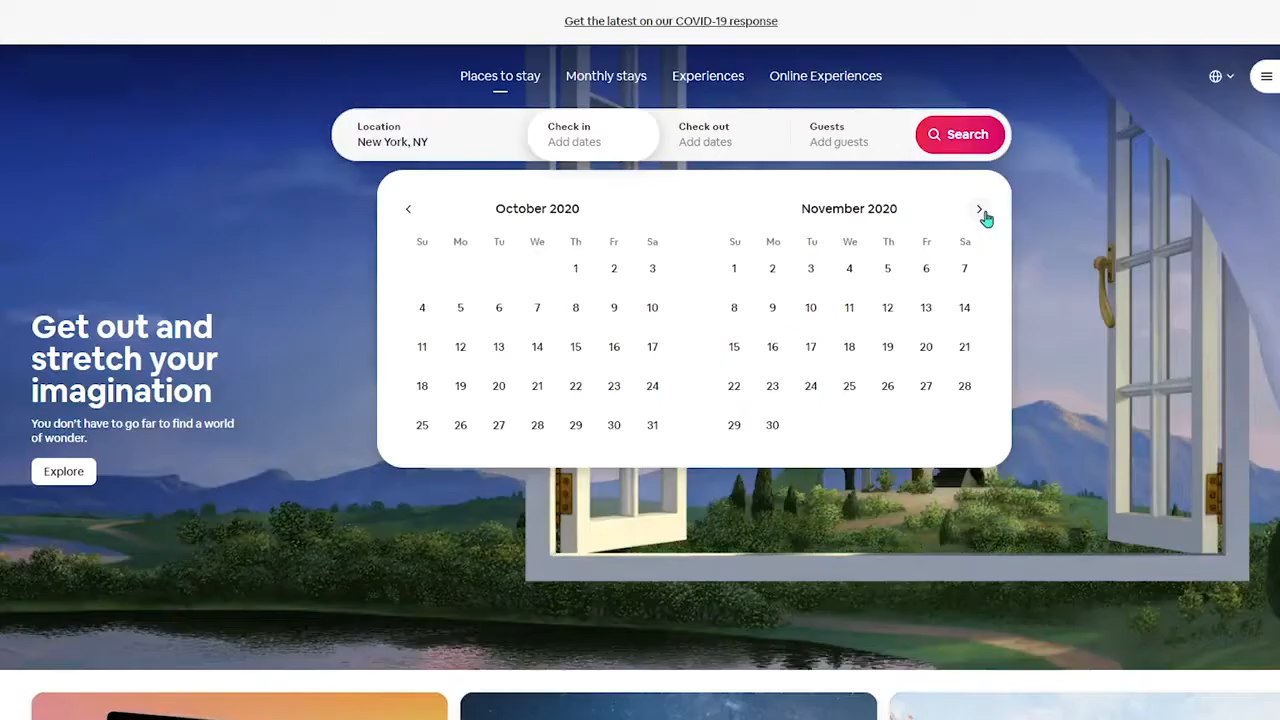 Get the latest on our COVID-19 response
Places to stay Monthly stays Experiences Online Experiences
Location Check in Check out Guests
New York, NY Add dates Add dates Add guests Search
October 2020 November 2020
Su Mo Tu We Th Fr Sa Su Mo Tu We Th Fr Sa
1 2 3 1 2 3 4 5 6 7
4 5 6 7 8 9 10 8 9 10 11 12 13 14
11 12 13 14 15 16 17 15 16 17 18 19 20 21
18 19 20 21 22 23 24 22 23 24 25 26 27 28
25 26 27 28 29 30 31 29 30
Get out and
stretch your
imagination
You don't have to go far to find a world
of wonder.
Explore